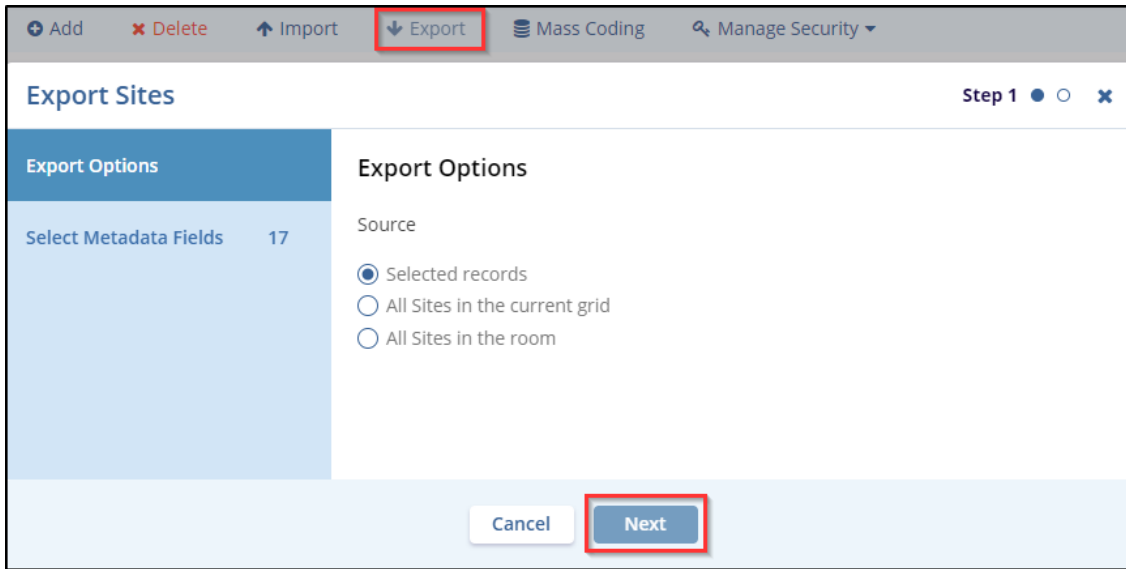 Add Delete Import Export Mass Coding Manage Security
Export Sites Step 1
Export Options
Select Metadata Fields 17
Export Options
Source
Selected records
All Sites in the current grid
All Sites in the room
Cancel Next